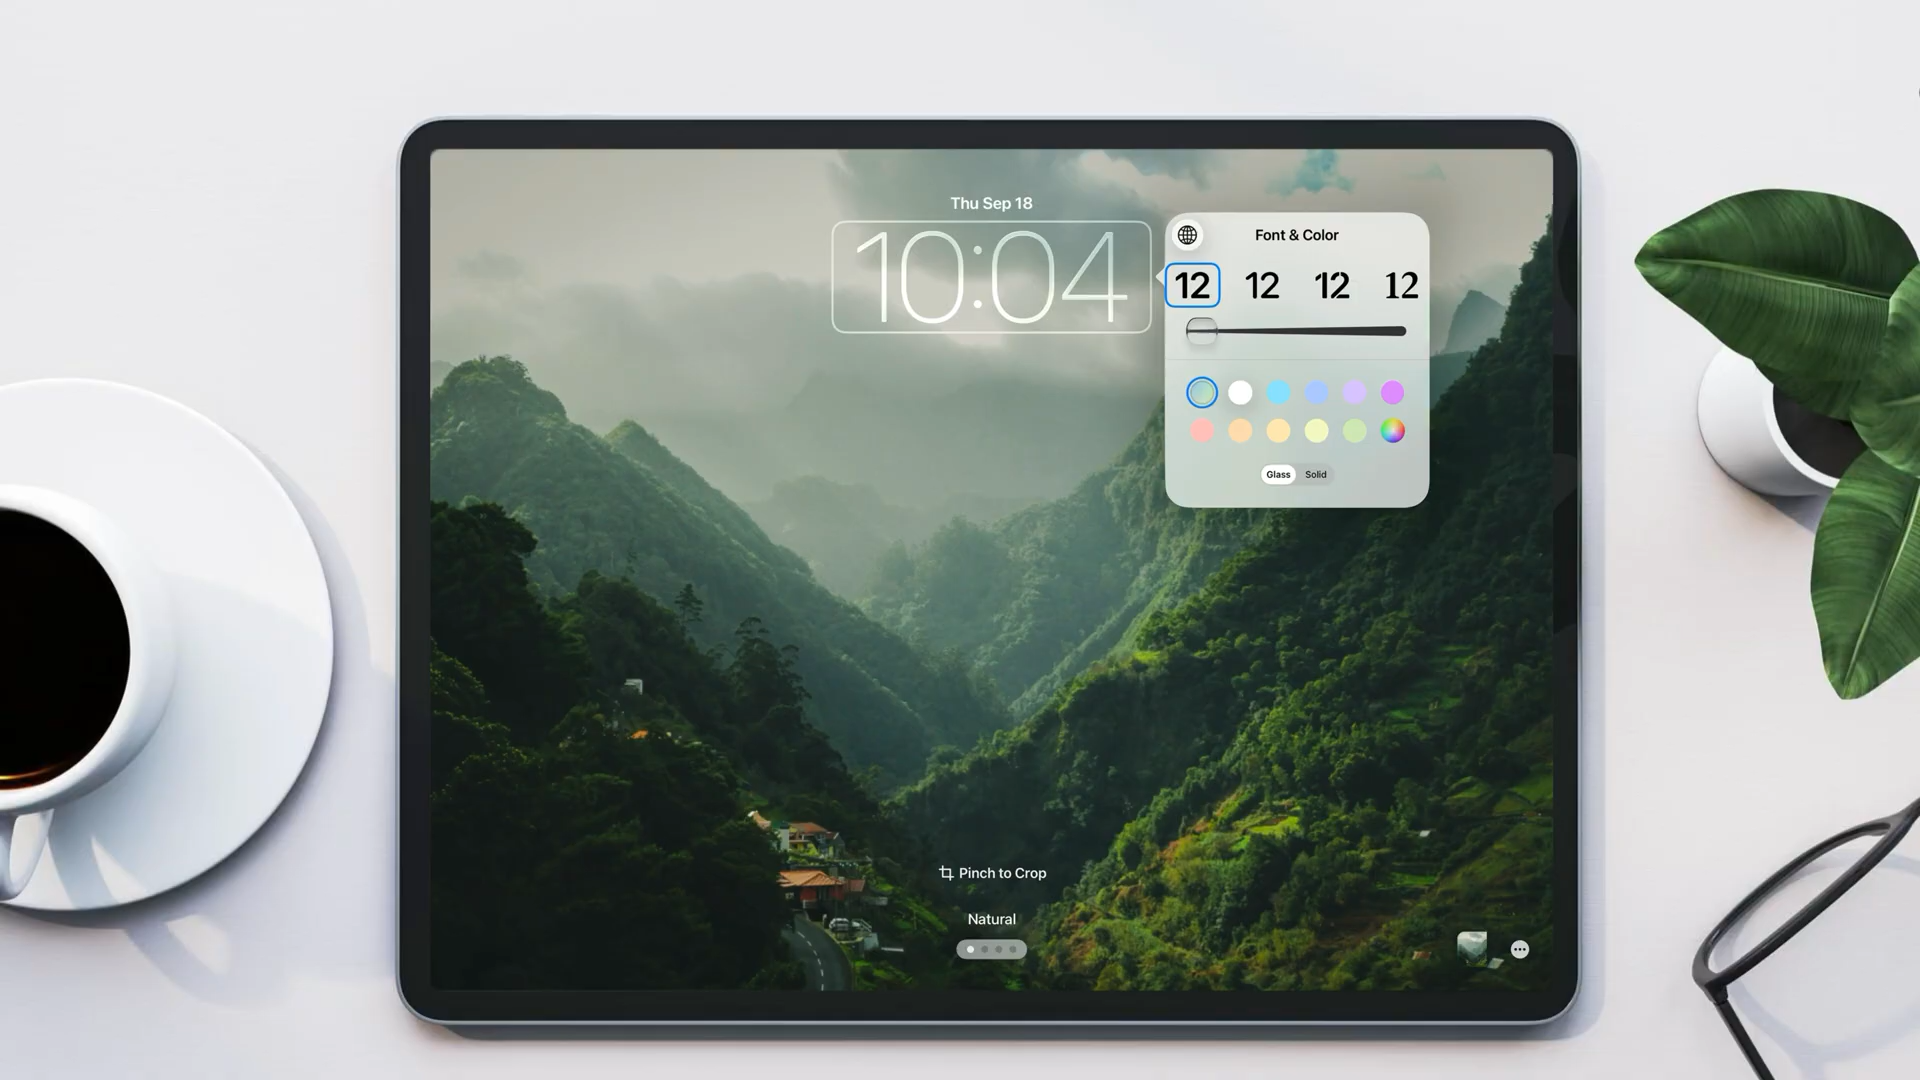 Thu Sep 18
10:04
Font & Color
12 12 12 12
Glass Solid
Pinch to Crop
Natural